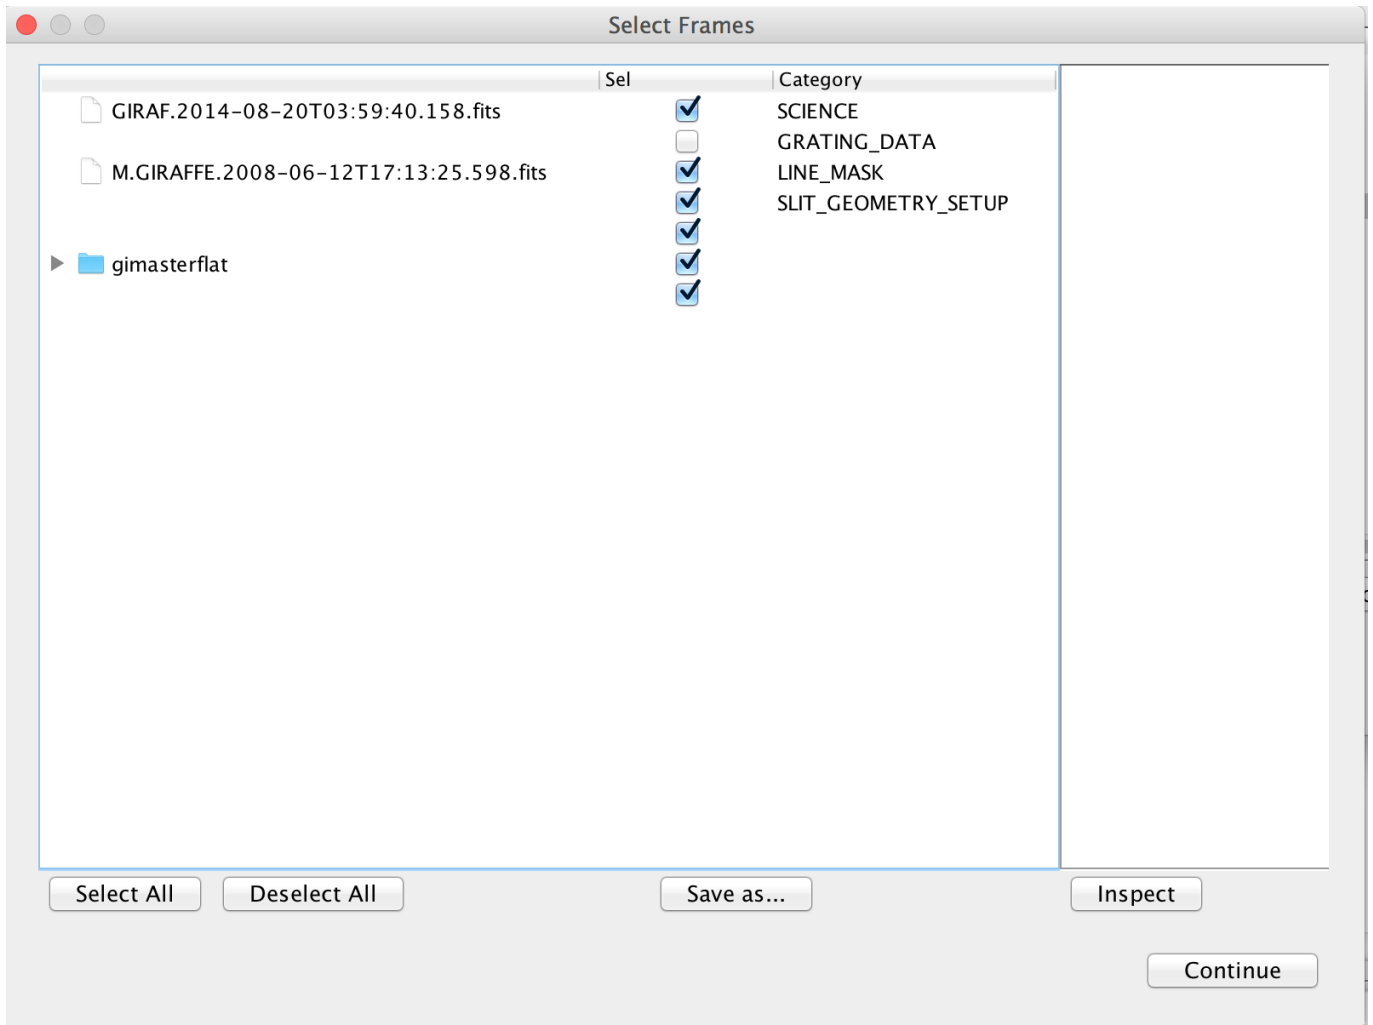 Select Frames
Sel Category
GIRAF.2014-08-20T03:59:40.158.fits SCIENCE
GRATING_DATA
M.GIRAFFE.2008-06-12T17:13:25.598.fits LINE_MASK
SLIT_GEOMETRY_SETUP
gimasterflat
Select All Deselect All Save as... Inspect
Continue